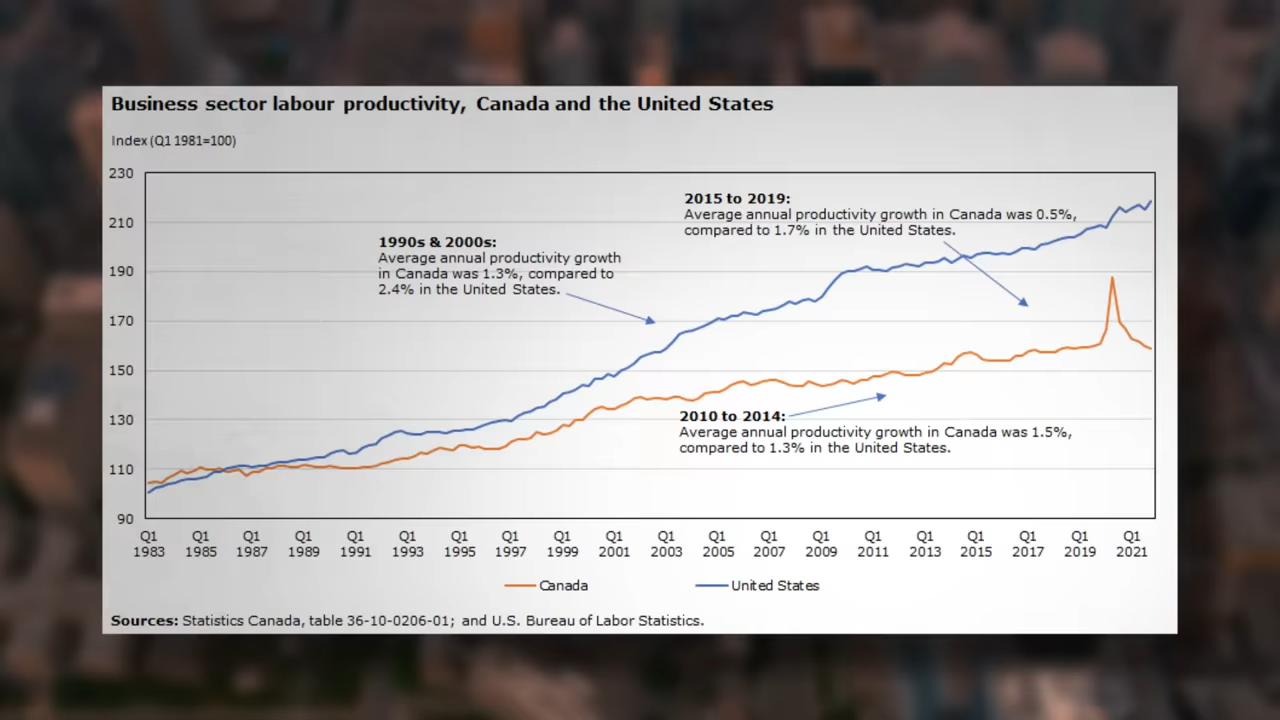 Business sector labour productivity, Canada and the United States
Index (Q1 1981=100)
230
210
190
170
150
130
110
90
2015 to 2019:
Average annual productivity growth in Canada was 0.5%,
compared to 1.7% in the United States.
1990s & 2000s:
Average annual productivity growth
in Canada was 1.3%, compared to
2.4% in the United States.
2010 to 2014:
Average annual productivity growth in Canada was 1.5%,
compared to 1.3% in the United States.
Q1 Q1 Q1 Q1 Q1 Q1 Q1 Q1 Q1 Q1 Q1 Q1 Q1 Q1 Q1 Q1 Q1 Q1 Q1 Q1
1983 1985 1987 1989 1991 1993 1995 1997 1999 2001 2003 2005 2007 2009 2011 2013 2015 2017 2019 2021
Canada United States
Sources: Statistics Canada, table 36-10-0206-01; and U.S. Bureau of Labor Statistics.